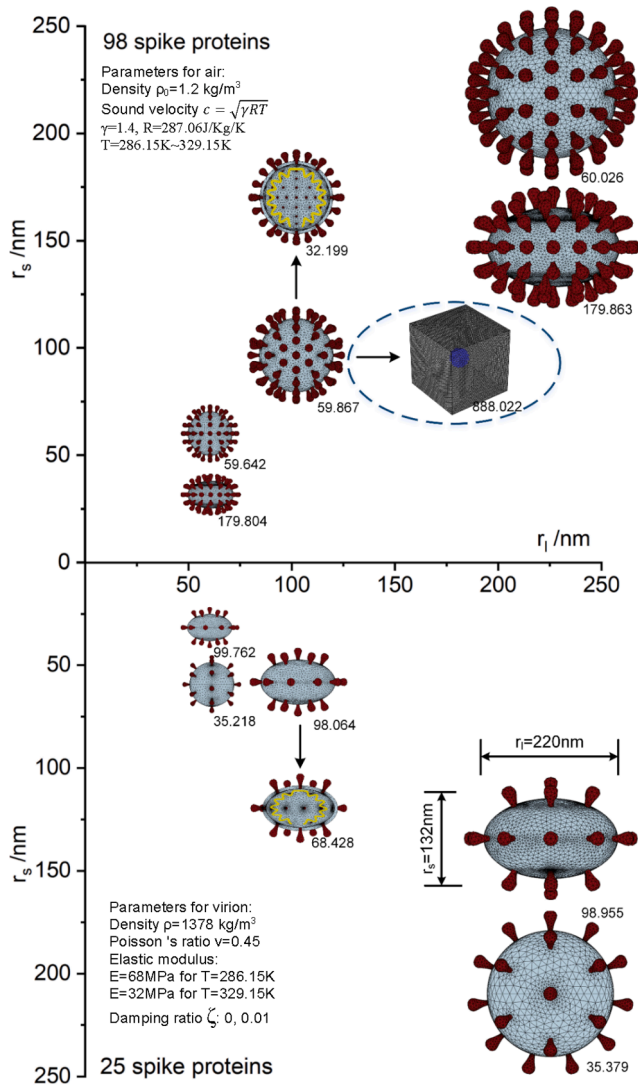 250
98 spike proteins
Parameters for air:
Density ρ₀=1.2 kg/m³
Sound velocity c = √γRT
γ=1.4, R=287.06J/Kg/K
T=286.15K~329.15K
200
60.026
150
32.199
179.863
100
59.867
888.022
50
59.642
179.804
0
r_s /nm
r_l /nm
50
100
150
200
250
99.762
50
35.218
98.064
r_l=220nm
100
68.428
r_s=132nm
150
r_s /nm
Parameters for virion:
Density ρ=1378 kg/m³
Poisson 's ratio v=0.45
Elastic modulus:
E=68MPa for T=286.15K
E=32MPa for T=329.15K
Damping ratio ζ: 0, 0.01
98.955
200
35.379
250
25 spike proteins